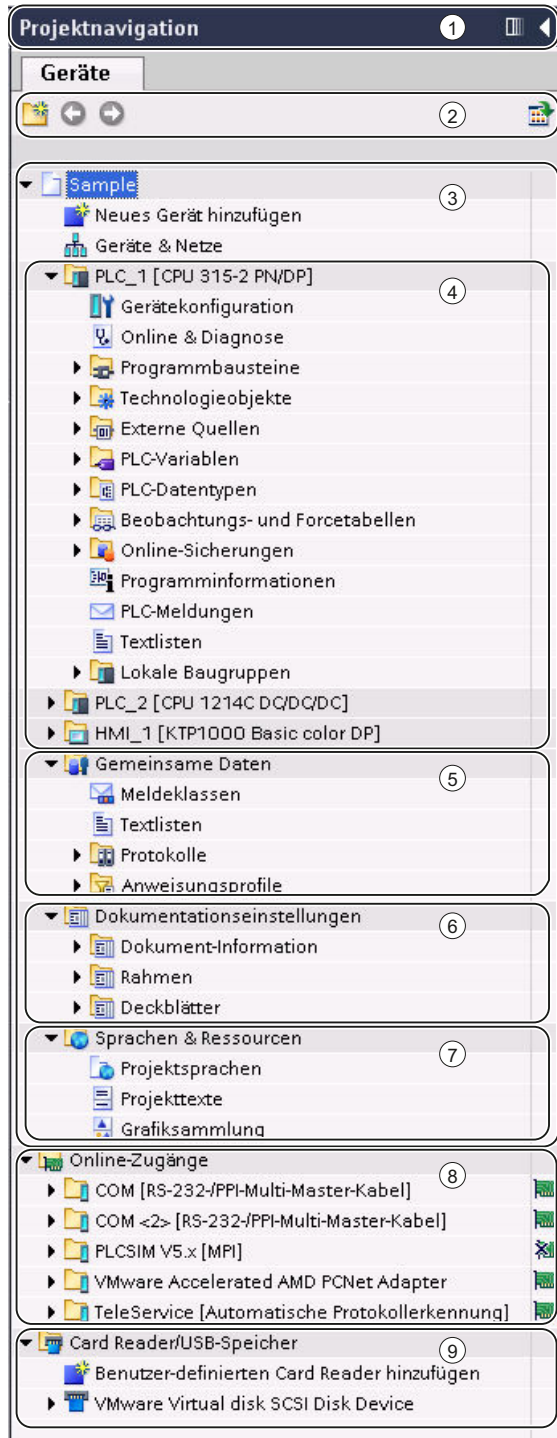 Projektnavigation 1
Geräte
2
Sample 3
Neues Gerät hinzufügen
Geräte & Netze
PLC_1 [CPU 315-2 PN/DP] 4
Gerätekonfiguration
Online & Diagnose
Programmbausteine
Technologieobjekte
Externe Quellen
PLC-Variablen
PLC-Datentypen
Beobachtungs- und Forcetabellen
Online-Sicherungen
Programminformationen
PLC-Meldungen
Textlisten
Lokale Baugruppen
PLC_2 [CPU 1214C DC/DC/DC]
HMI_1 [KTP1000 Basic color DP]
Gemeinsame Daten 5
Meldeklassen
Textlisten
Protokolle
Anweisungsprofile
Dokumentationseinstellungen 6
Dokument-Information
Rahmen
Deckblätter
Sprachen & Ressourcen 7
Projektsprachen
Projekttexte
Grafiksammlung
Online-Zugänge 8
COM [RS-232-/PPI-Multi-Master-Kabel]
COM <2> [RS-232-/PPI-Multi-Master-Kabel]
PLCSIM V5.x [MPI]
VMware Accelerated AMD PCNet Adapter
TeleService [Automatische Protokollerkennung]
Card Reader/USB-Speicher 9
Benutzer-definierten Card Reader hinzufügen
VMware Virtual disk SCSI Disk Device